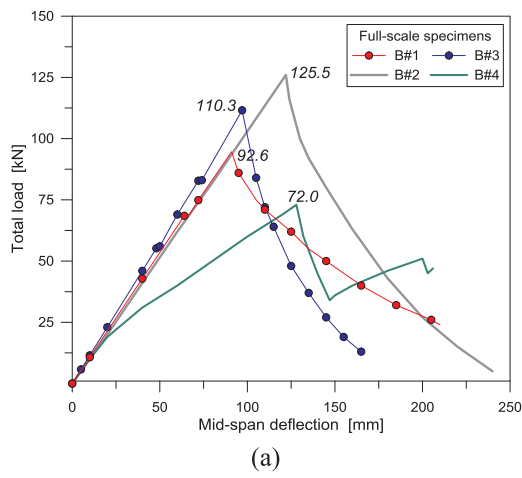 150
125
100
75
50
25
Total load [kN]
Full-scale specimens
B#1 B#3
B#2 B#4
125.5
110.3
92.6
72.0
0 50 100 150 200 250
Mid-span deflection [mm]
(a)